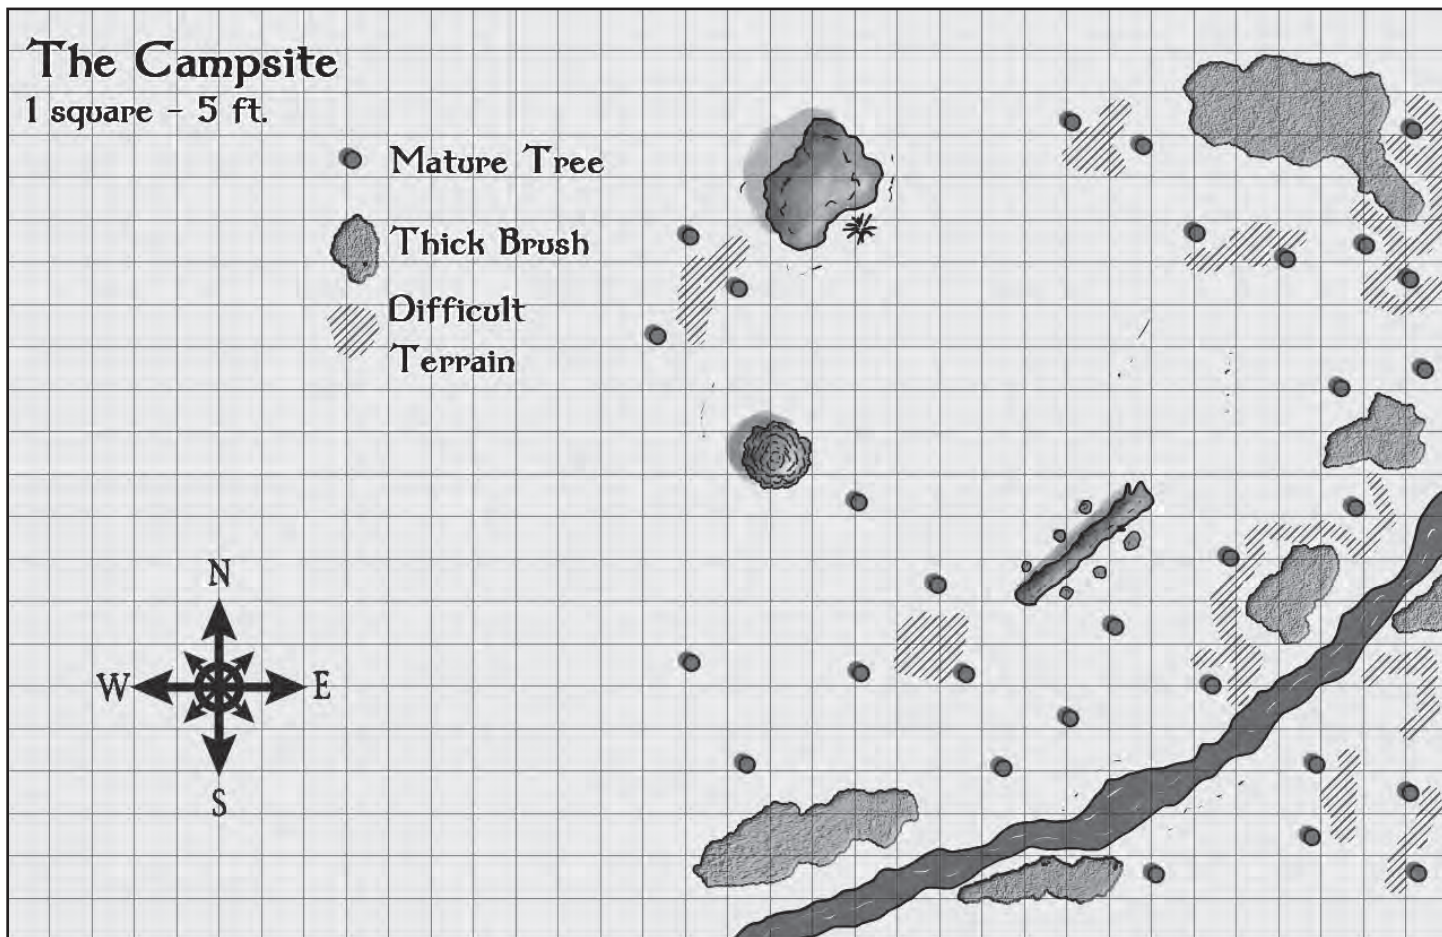 The Campsite
1 square - 5 ft.
Mature Tree
Thick Brush
Difficult
Terrain
N
W
E
S